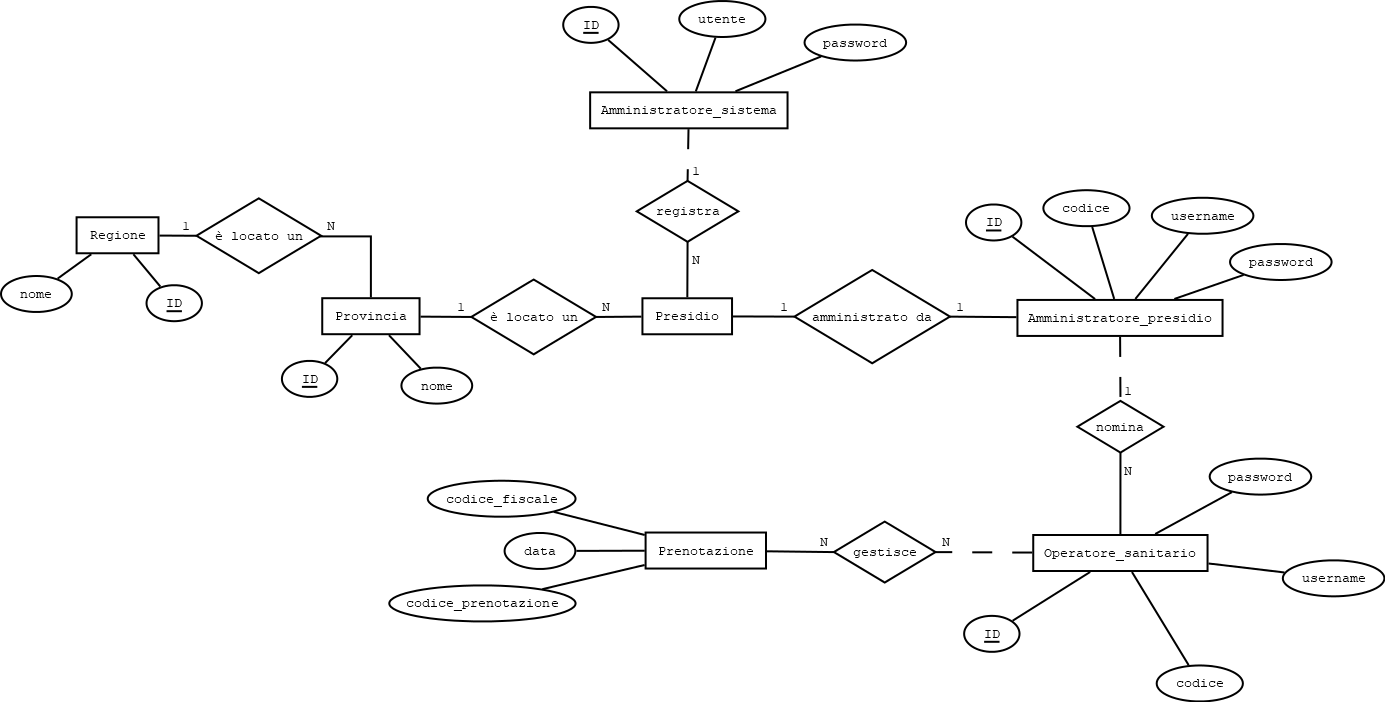 ID
utente
password
Amministratore_sistema
1
registra
N
Regione
1
è locato un
N
nome
ID
Provincia
1
è locato un
N
Presidio
1
amministrato da
1
Amministratore_presidio
ID
codice
username
password
ID
nome
1
nomina
N
codice_fiscale
data
codice_prenotazione
Prenotazione
N
gestisce
N
Operatore_sanitario
password
username
ID
codice